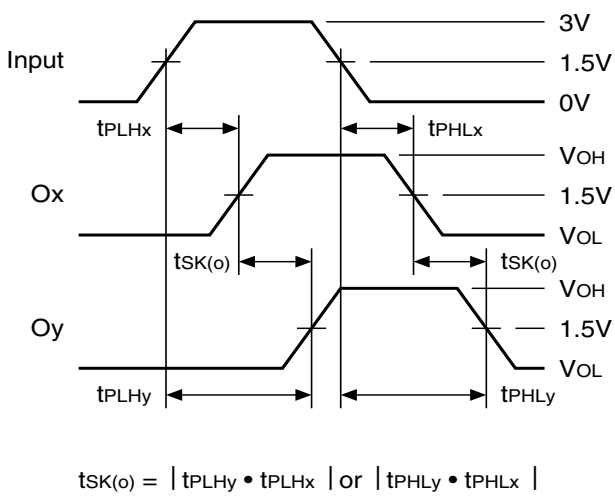 3V
Input 1.5V
0V
tPLHx tPHLx
VOH
Ox 1.5V
VOL
tSK(o) tSK(o)
VOH
Oy 1.5V
VOL
tPLHy tPHLy
tSK(o) = | tPLHy • tPLHx | or | tPHLy • tPHLx |